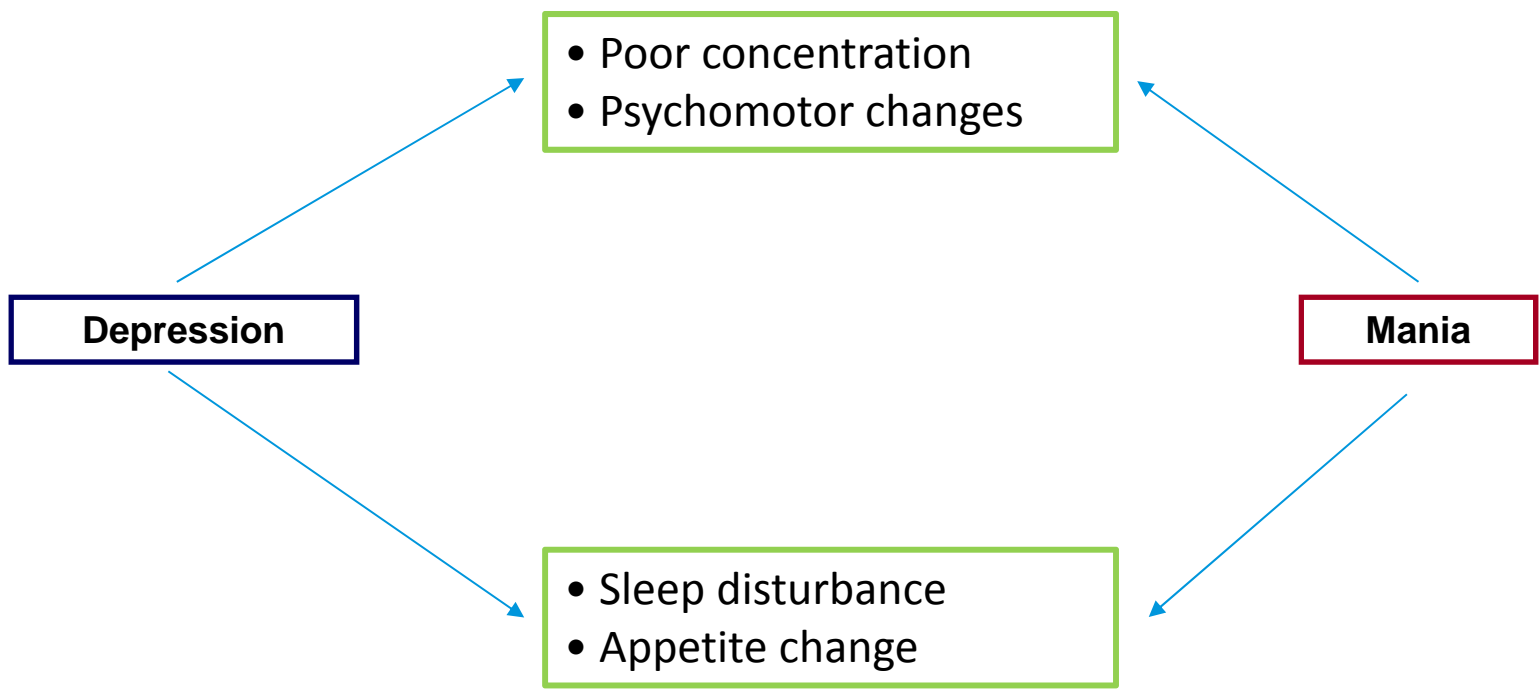 • Poor concentration
• Psychomotor changes
Depression
Mania
• Sleep disturbance
• Appetite change